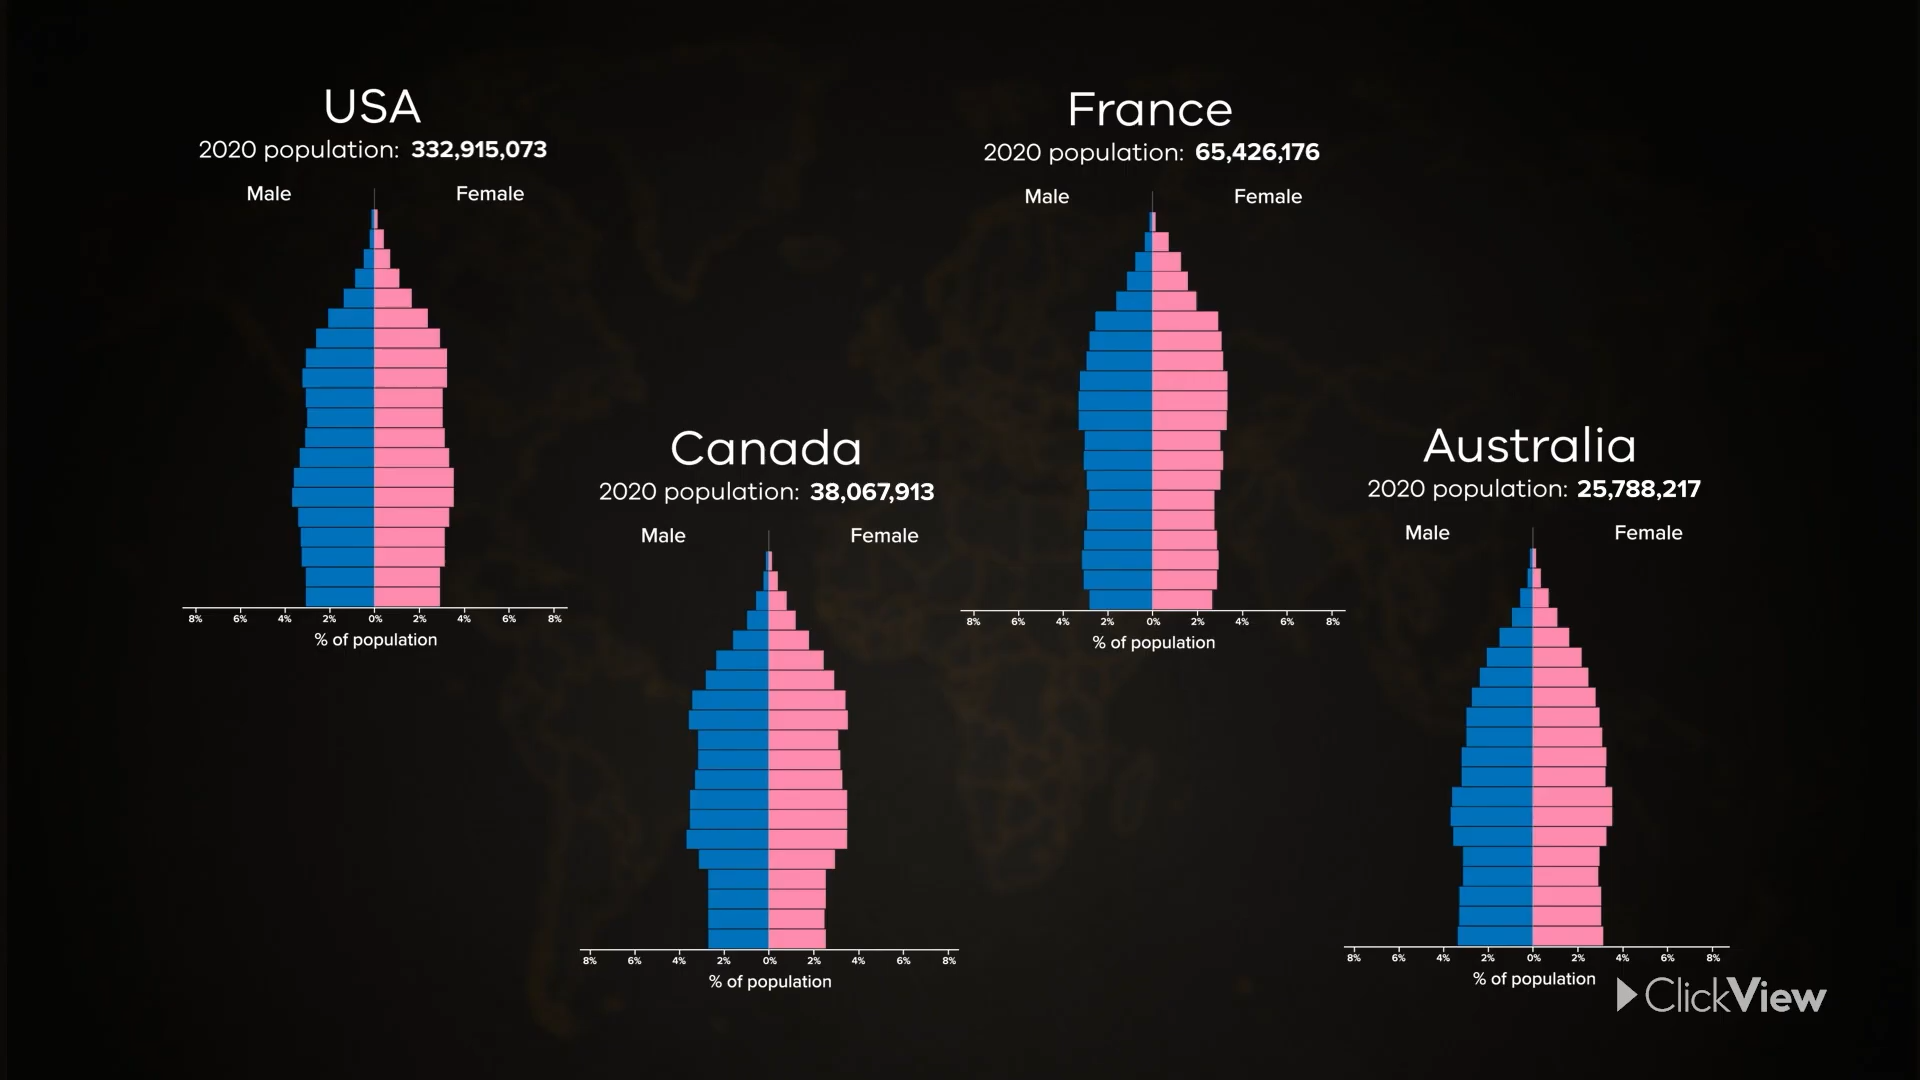 USA
2020 population: 332,915,073
Male Female
8% 6% 4% 2% 0% 2% 4% 6% 8%
% of population
France
2020 population: 65,426,176
Male Female
8% 6% 4% 2% 0% 2% 4% 6% 8%
% of population
Canada
2020 population: 38,067,913
Male Female
8% 6% 4% 2% 0% 2% 4% 6% 8%
% of population
Australia
2020 population: 25,788,217
Male Female
8% 6% 4% 2% 0% 2% 4% 6% 8%
% of population
ClickView